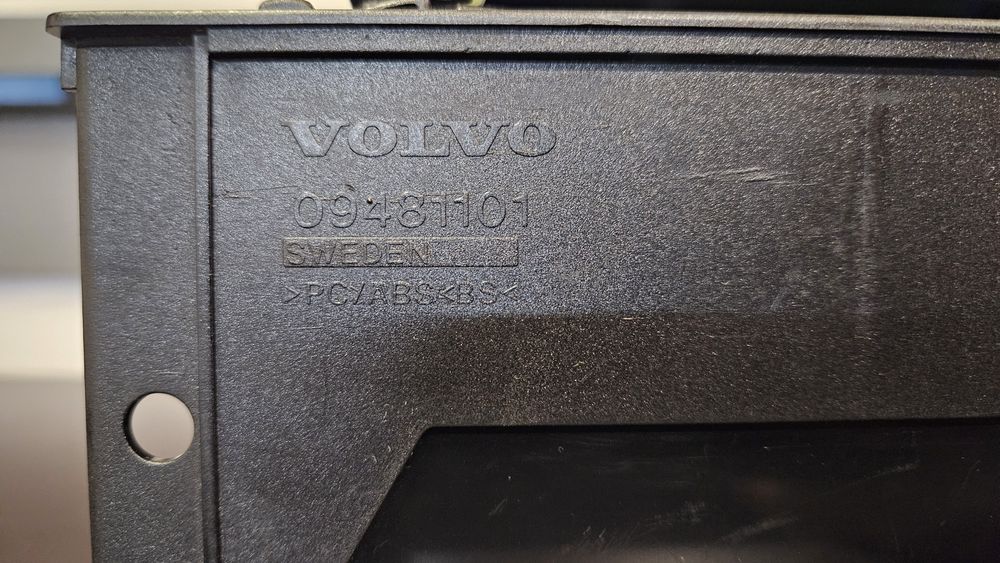 VOLVO
09481101
SWEDEN
>PC/ABS<BS<